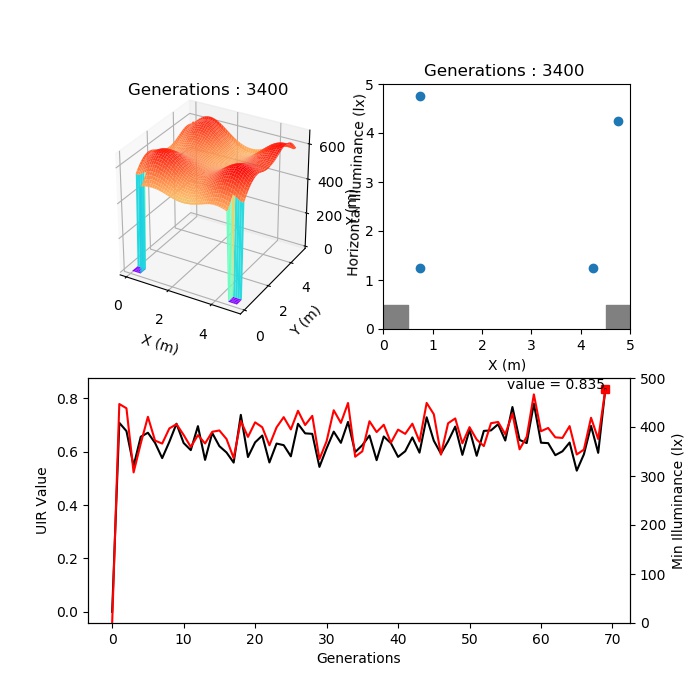 Generations : 3400
600
400
200
0
0
2
4
X (m)
0
2
4
Y (m)
Horizontal Illuminance (lx)
Generations : 3400
Y (m)
5
4
3
2
1
0
0 1 2 3 4 5
X (m)
value = 0.835
UIR Value
0.8
0.6
0.4
0.2
0.0
500
400
300
200
100
0
Min Illuminance (lx)
0 10 20 30 40 50 60 70
Generations